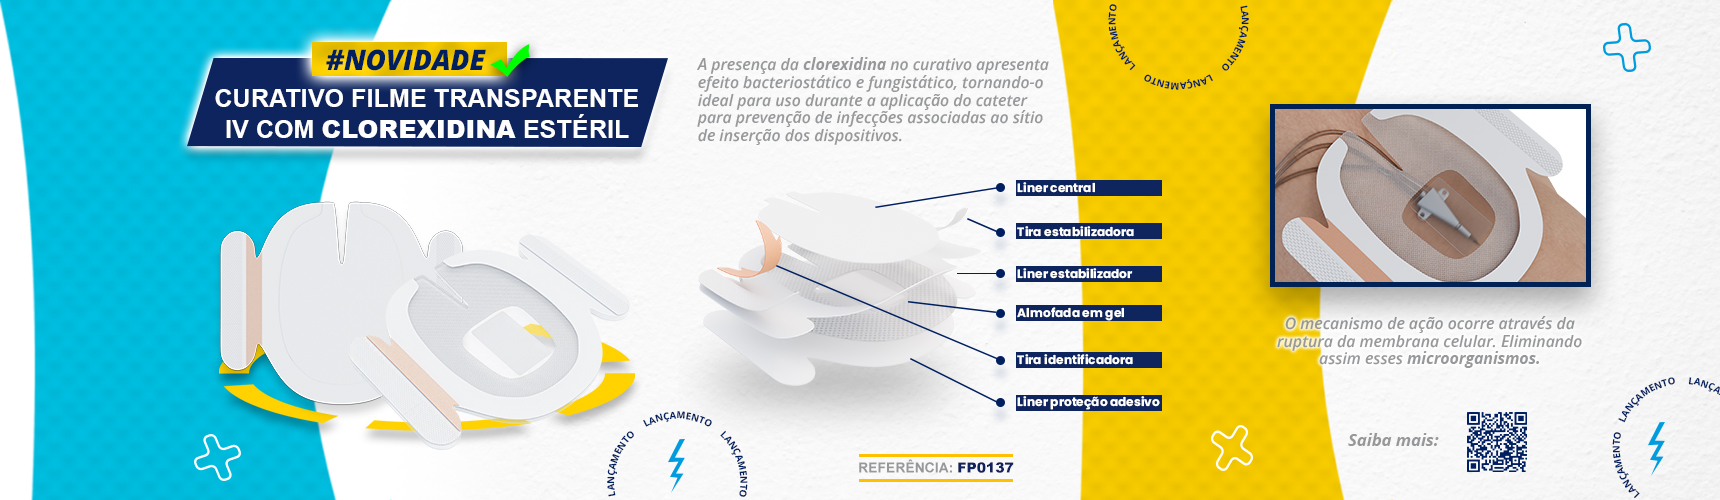 #NOVIDADE
CURATIVO FILME TRANSPARENTE
IV COM CLOREXIDINA ESTÉRIL
A presença da clorexidina no curativo apresenta
efeito bacteriostático e fungistático, tornando-o
ideal para uso durante a aplicação do cateter
para prevenção de infecções associadas ao sítio
de inserção dos dispositivos.
Liner central
Tira estabilizadora
Liner estabilizador
Almofada em gel
Tira identificadora
Liner proteção adesivo
REFERÊNCIA: FP0137
LANÇAMENTO LANÇAMENTO LANÇAMENTO
LANÇAMENTO LANÇAMENTO LANÇAMENTO LANÇAMENTO LANÇAMENTO
O mecanismo de ação ocorre através da
ruptura da membrana celular. Eliminando
assim esses microorganismos.
Saiba mais:
LANÇAMENTO LANÇAMENTO LANÇAMENTO